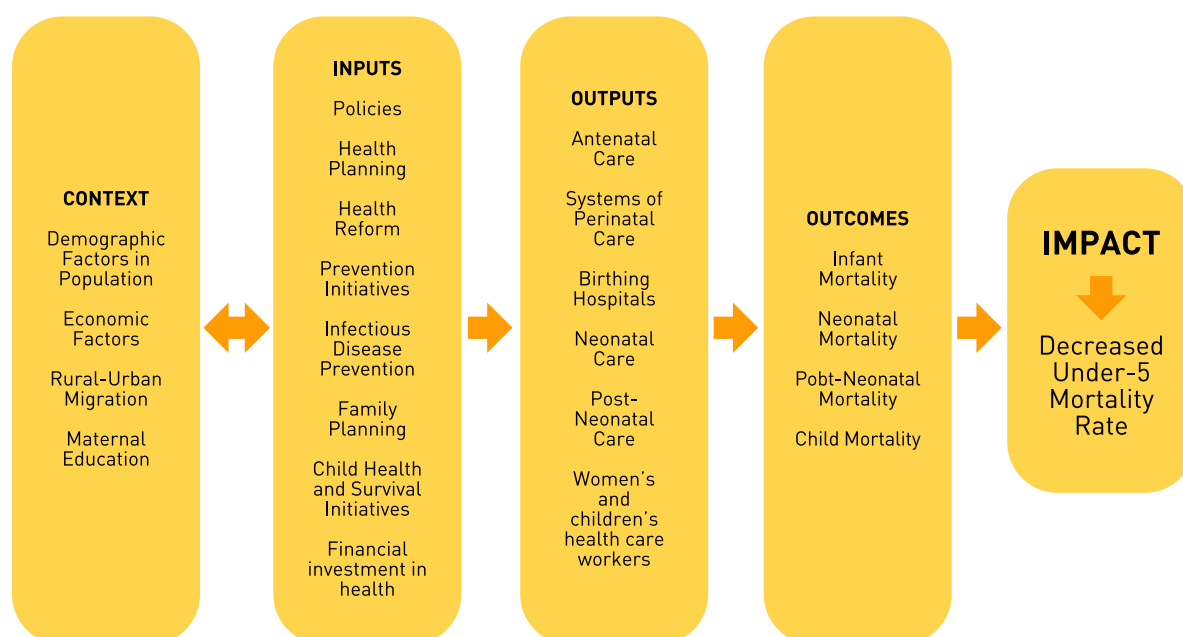 CONTEXT
Demographic
Factors in
Population
Economic
Factors
Rural-Urban
Migration
Maternal
Education
INPUTS
Policies
Health
Planning
Health
Reform
Prevention
Initiatives
Infectious
Disease
Prevention
Family
Planning
Child Health
and Survival
Initiatives
Financial
investment in
health
OUTPUTS
Antenatal
Care
Systems of
Perinatal
Care
Birthing
Hospitals
Neonatal
Care
Post-
Neonatal
Care
Women's
and
children's
health care
workers
OUTCOMES
Infant
Mortality
Neonatal
Mortality
Pobt-Neonatal
Mortality
Child Mortality
IMPACT
Decreased
Under-5
Mortality
Rate